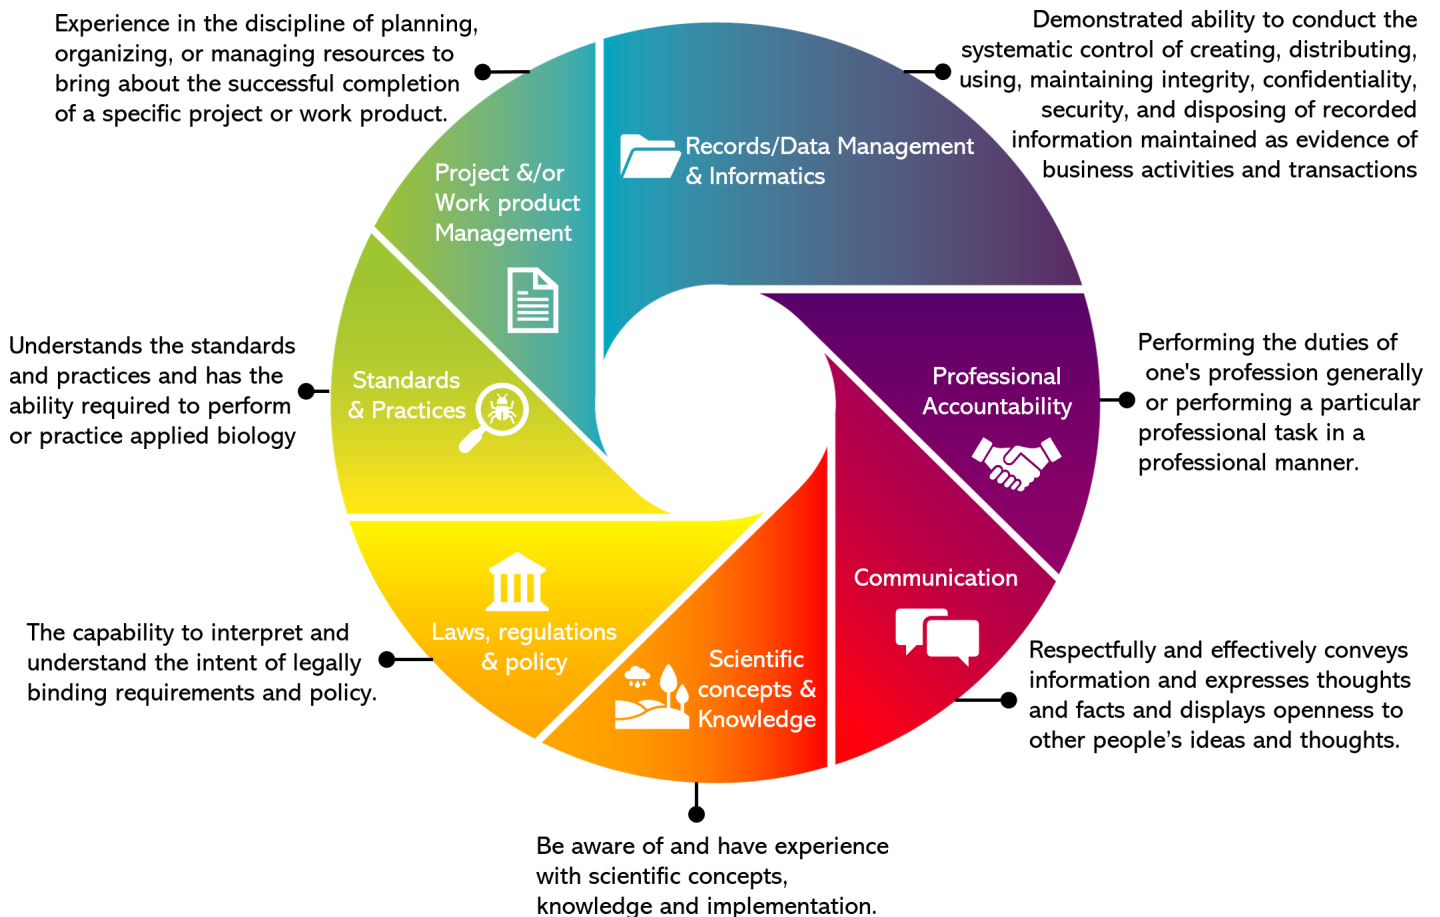 Experience in the discipline of planning,
organizing, or managing resources to
bring about the successful completion
of a specific project or work product.
Demonstrated ability to conduct the
systematic control of creating, distributing,
using, maintaining integrity, confidentiality,
security, and disposing of recorded
information maintained as evidence of
business activities and transactions
Records/Data Management
& Informatics
Project &/or
Work product
Management
Understands the standards
and practices and has the
ability required to perform
or practice applied biology
Standards
& Practices
Professional
Accountability
Performing the duties of
one's profession generally
or performing a particular
professional task in a
professional manner.
Communication
Respectfully and effectively conveys
information and expresses thoughts
and facts and displays openness to
other people’s ideas and thoughts.
The capability to interpret and
understand the intent of legally
binding requirements and policy.
Laws, regulations
& policy
Scientific
concepts &
Knowledge
Be aware of and have experience
with scientific concepts,
knowledge and implementation.